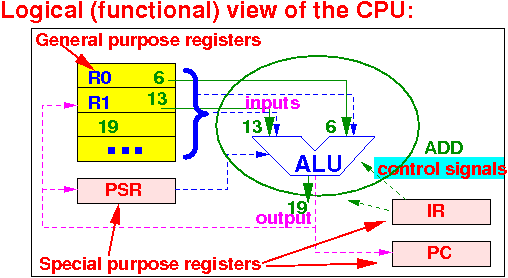 Logical (functional) view of the CPU:
General purpose registers
R0 6
R1 13
19
inputs
13 6
ADD
ALU
control signals
PSR
19
IR
output
PC
Special purpose registers